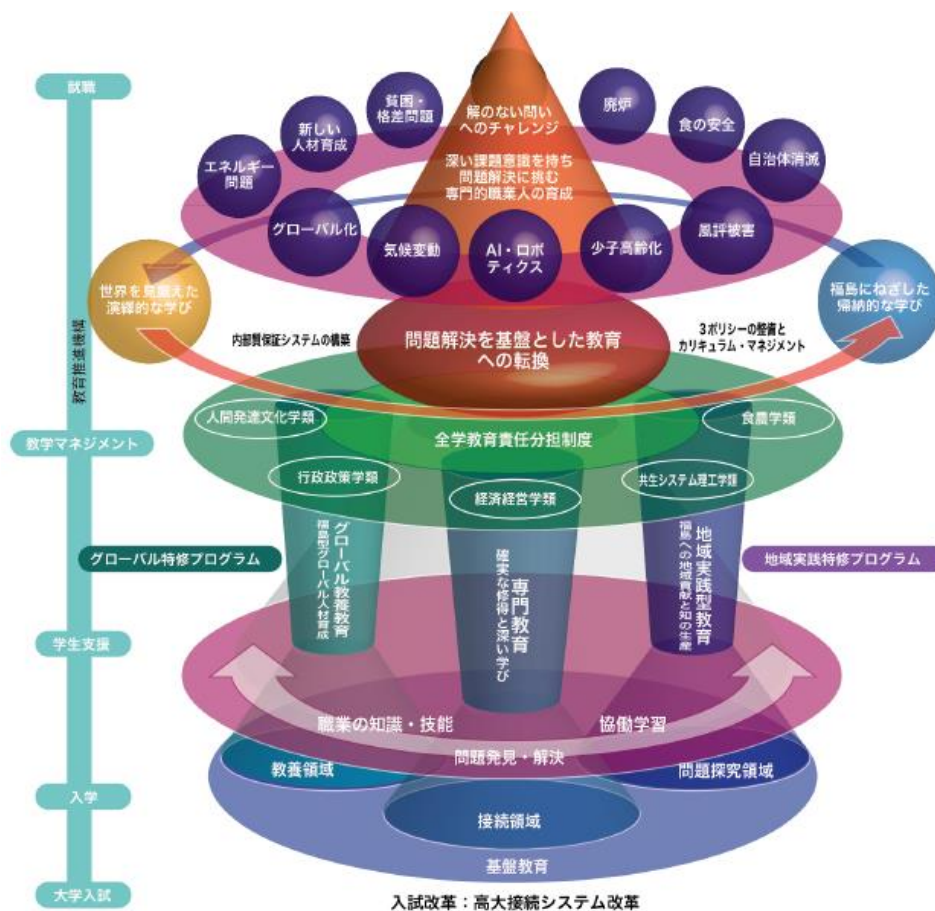 就職
貧困・
格差問題
新しい
人材育成
エネルギー
問題
解のない問い
へのチャレンジ
深い課題意識を持ち
問題解決に挑む
専門的職業人の育成
廃炉
食の安全
自治体消滅
グローバル化
気候変動
AI・ロボ
ティクス
少子高齢化
風評被害
世界を見据えた
演繹的な学び
福島にねざした
帰納的な学び
教育推進機構
内部質保証システムの構築
問題解決を基盤とした教育
への転換
3ポリシーの整備と
カリキュラム・マネジメント
人間発達文化学類
食農学類
教学マネジメント
全学教育責任分担制度
行政政策学類
経済経営学類
共生システム理工学類
グローバル特修プログラム
グローバル教養教育
福島型グローバル人材育成
専門教育
確実な修得と深い学び
地域実践型教育
福島への地域貢献と知の生産
地域実践特修プログラム
学生支援
職業の知識・技能
協働学習
問題発見・解決
教養領域
問題探究領域
入学
接続領域
基盤教育
大学入試
入試改革：高大接続システム改革